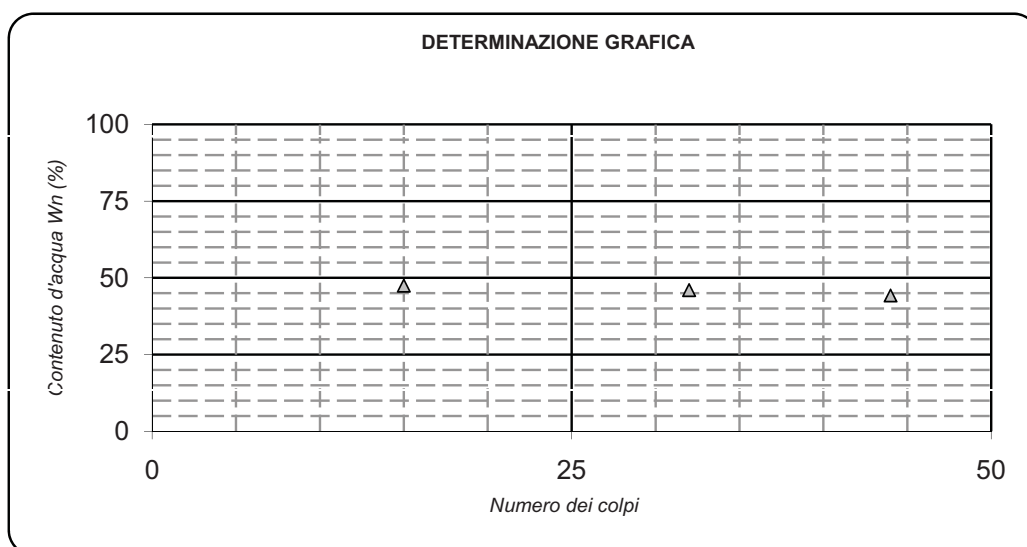 DETERMINAZIONE GRAFICA
Contenuto d'acqua Wn (%)
100
75
50
25
0
0 25 50
Numero dei colpi